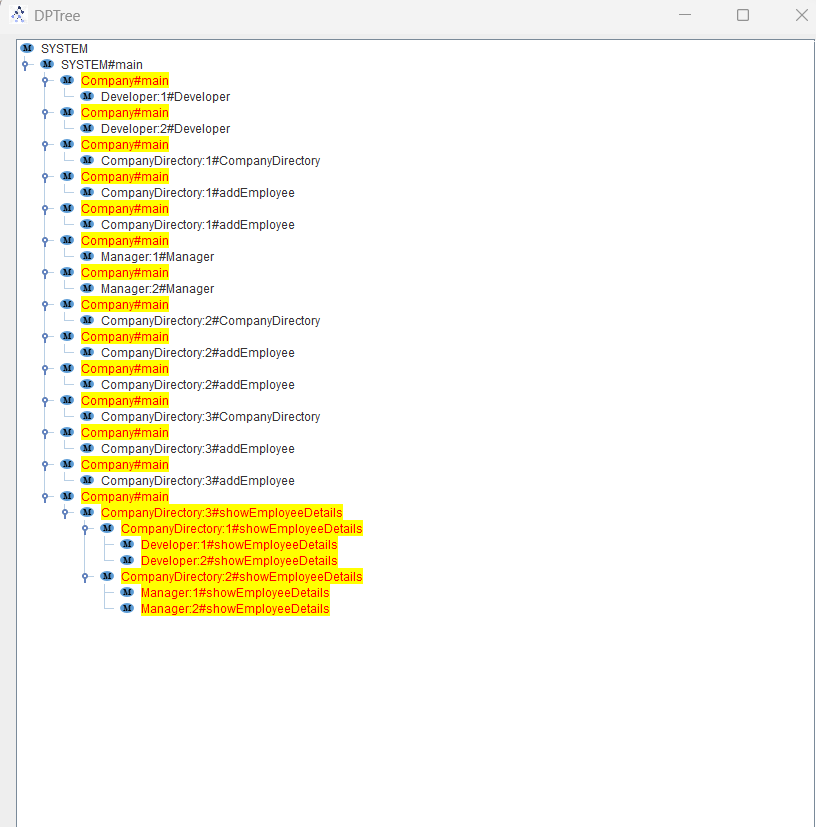 DPTree
SYSTEM
SYSTEM#main
Company#main
Developer:1#Developer
Company#main
Developer:2#Developer
Company#main
CompanyDirectory:1#CompanyDirectory
Company#main
CompanyDirectory:1#addEmployee
Company#main
CompanyDirectory:1#addEmployee
Company#main
Manager:1#Manager
Company#main
Manager:2#Manager
Company#main
CompanyDirectory:2#CompanyDirectory
Company#main
CompanyDirectory:2#addEmployee
Company#main
CompanyDirectory:2#addEmployee
Company#main
CompanyDirectory:3#CompanyDirectory
Company#main
CompanyDirectory:3#addEmployee
Company#main
CompanyDirectory:3#addEmployee
Company#main
CompanyDirectory:3#showEmployeeDetails
CompanyDirectory:1#showEmployeeDetails
Developer:1#showEmployeeDetails
Developer:2#showEmployeeDetails
CompanyDirectory:2#showEmployeeDetails
Manager:1#showEmployeeDetails
Manager:2#showEmployeeDetails